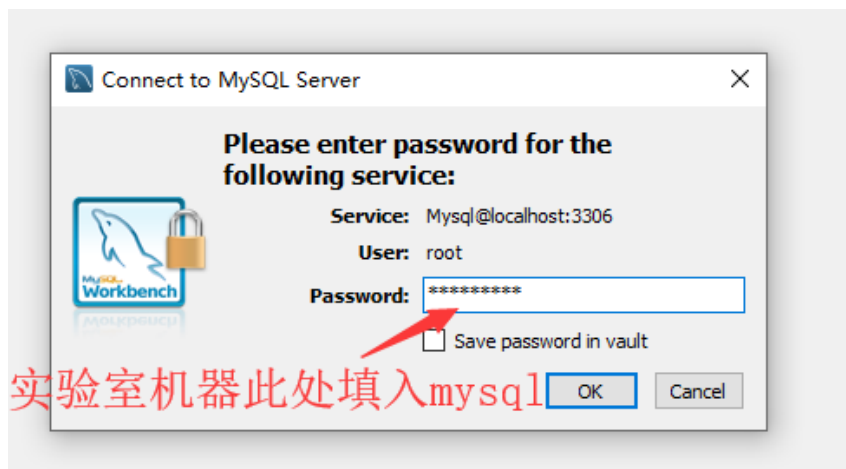 Connect to MySQL Server
Please enter password for the
following service:
Service: Mysql@localhost:3306
User: root
MySQL
Workbench
Password: *********
Save password in vault
实验室机器此处填入mysql
OK Cancel